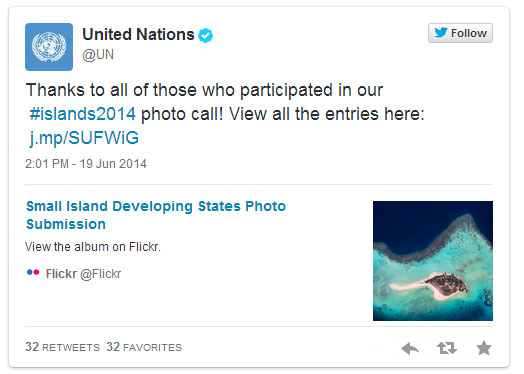 United Nations
@UN
Follow
Thanks to all of those who participated in our
#islands2014 photo call! View all the entries here:
j.mp/SUFWiG
2:01 PM - 19 Jun 2014
Small Island Developing States Photo
Submission
View the album on Flickr.
Flickr @Flickr
32 RETWEETS 32 FAVORITES